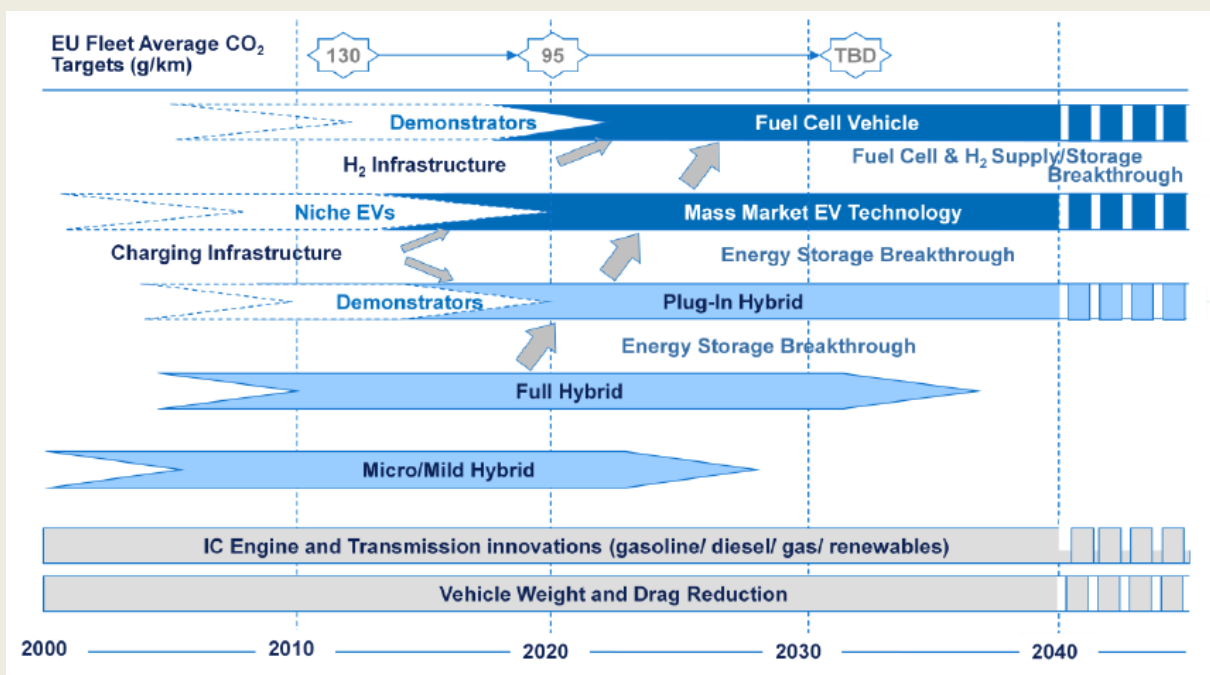 EU Fleet Average CO₂
Targets (g/km)
130
95
TBD
Demonstrators
Fuel Cell Vehicle
H₂ Infrastructure
Fuel Cell & H₂ Supply/Storage
Breakthrough
Niche EVs
Mass Market EV Technology
Charging Infrastructure
Energy Storage Breakthrough
Demonstrators
Plug-In Hybrid
Energy Storage Breakthrough
Full Hybrid
Micro/Mild Hybrid
IC Engine and Transmission innovations (gasoline/ diesel/ gas/ renewables)
Vehicle Weight and Drag Reduction
2000
2010
2020
2030
2040